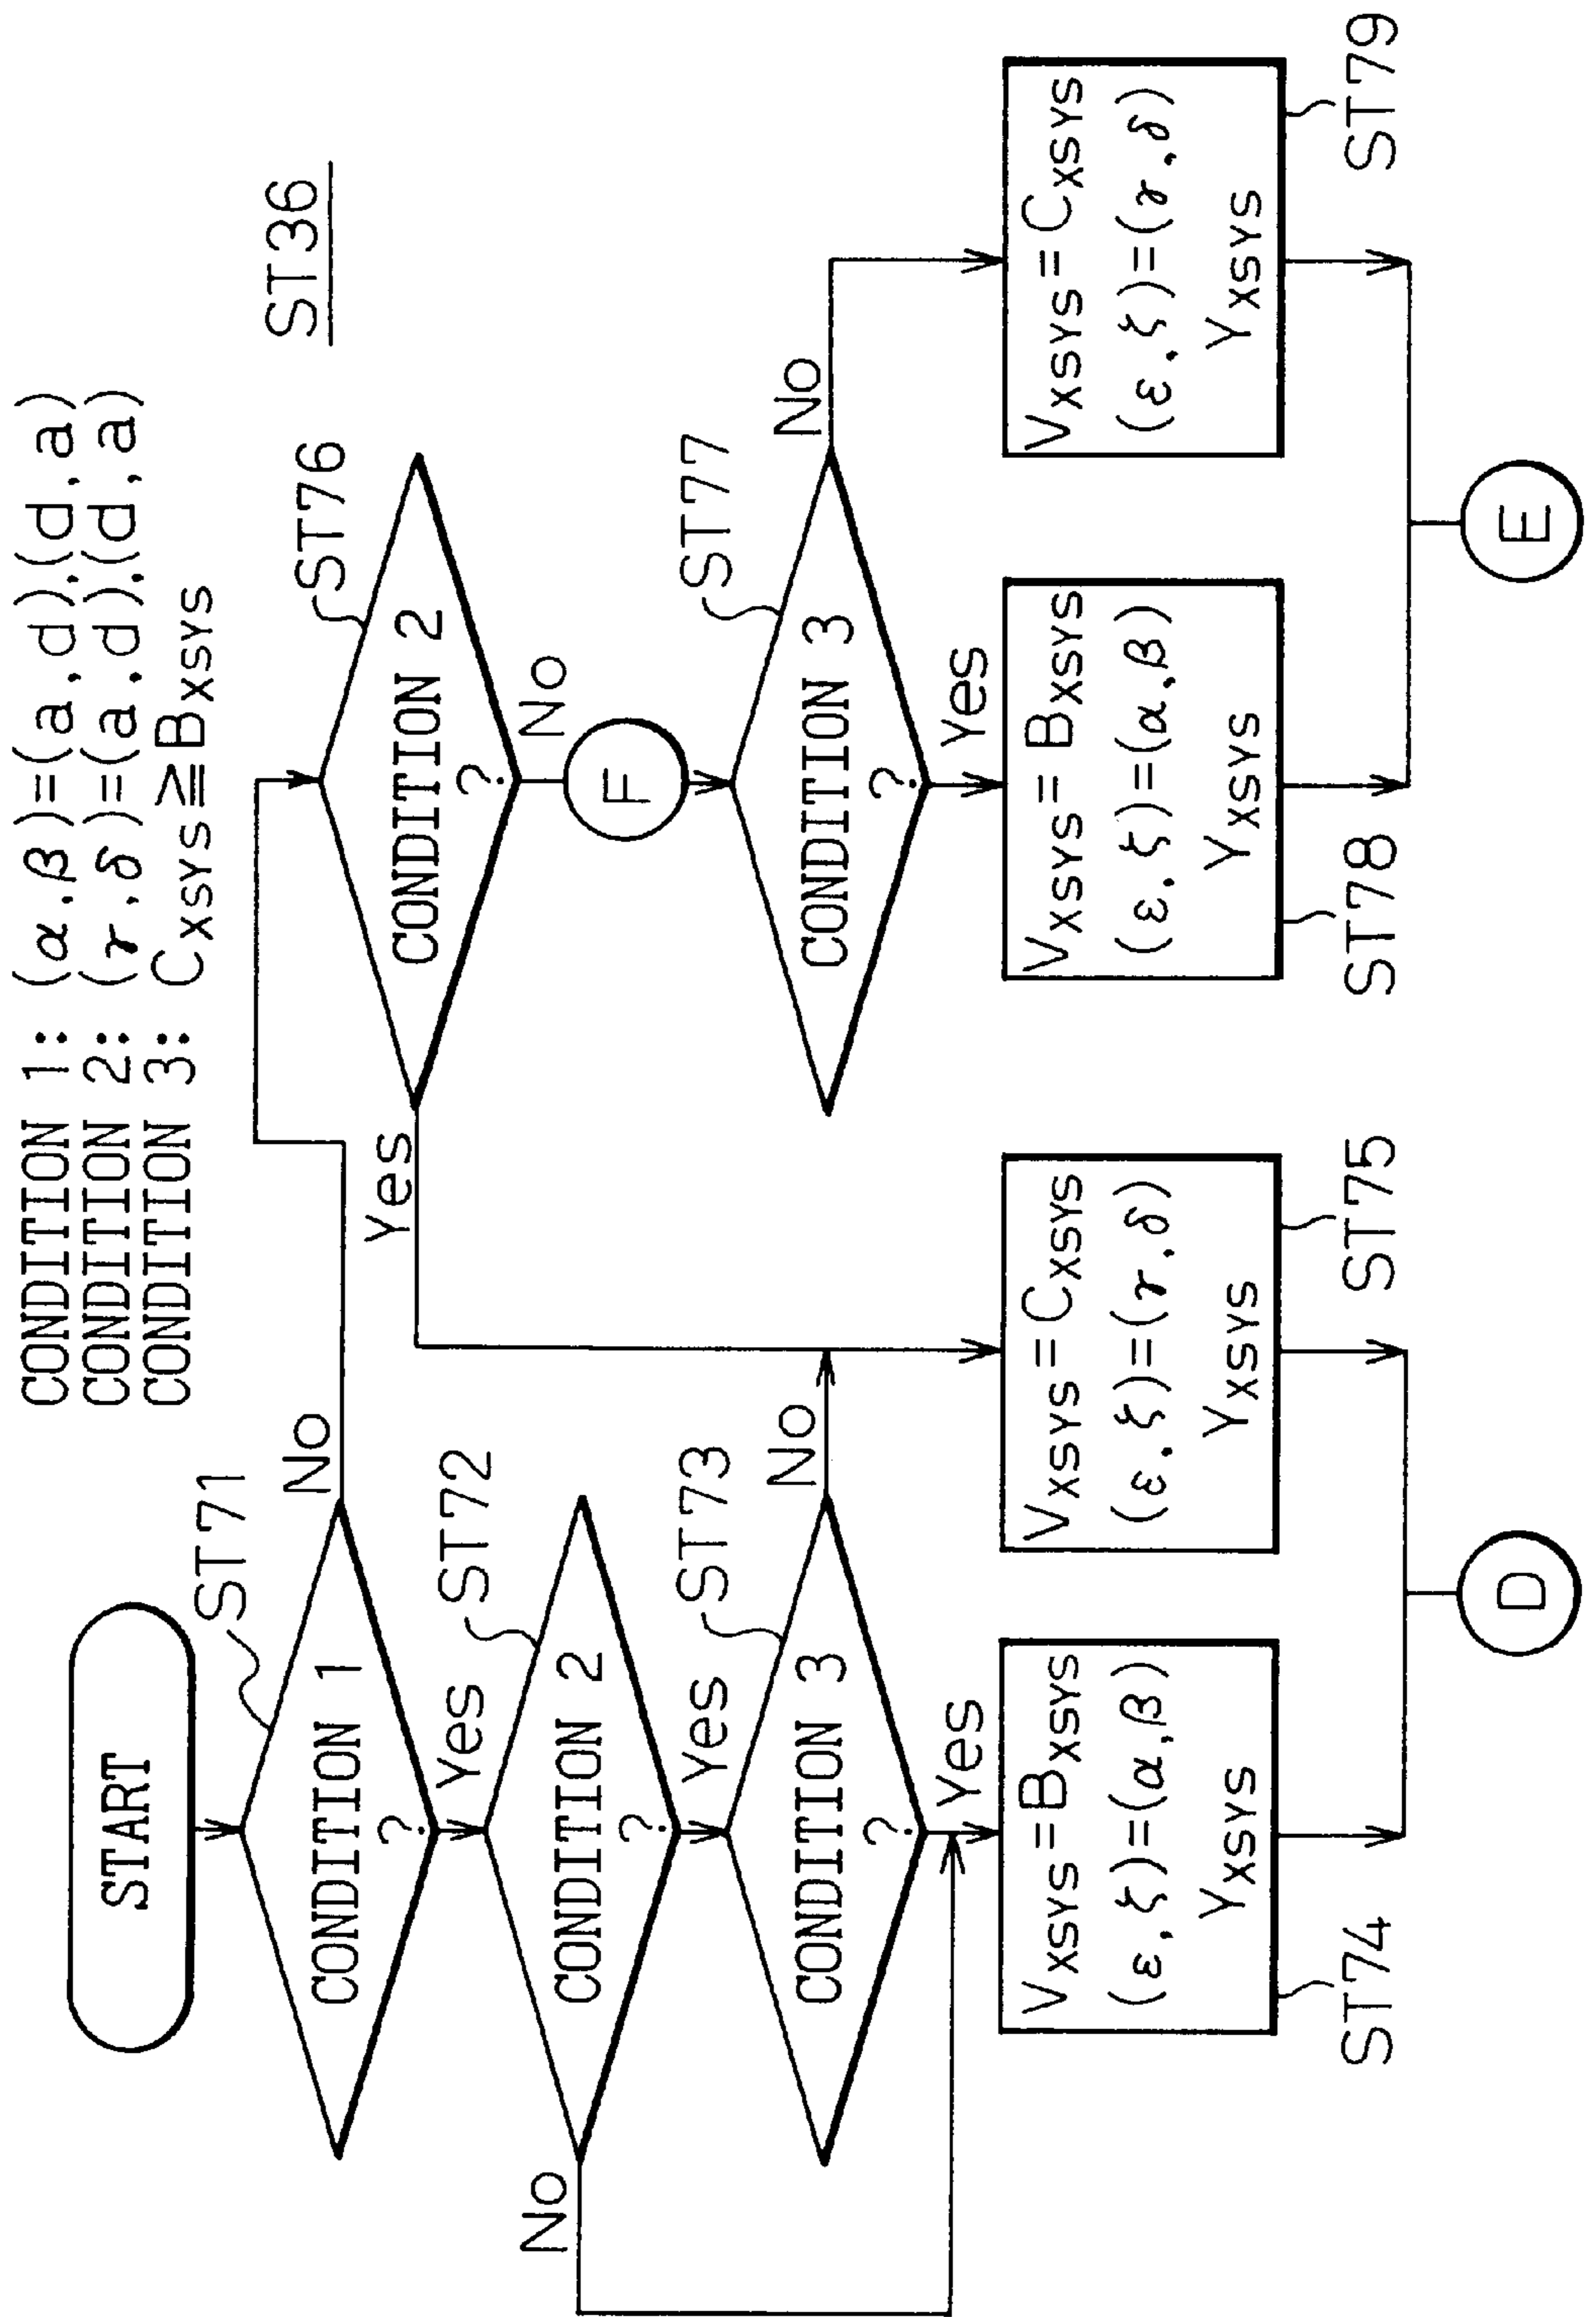 CONDITION 1: (α,β)=(a,d),(d,a)
CONDITION 2: (γ,δ)=(a,d),(d,a)
CONDITION 3: CXSYS≧BXSYS
ST36
START
ST71
CONDITION 1
?
No
Yes
ST72
CONDITION 2
?
No
Yes
ST73
CONDITION 3
?
No
Yes
VXSYS=BXSYS
(ε,ζ)=(α,β)
YXSYS
ST74
VXSYS=CXSYS
(ε,ζ)=(γ,δ)
YXSYS
ST75
D
ST76
CONDITION 2
?
Yes
No
F
ST77
CONDITION 3
?
No
Yes
VXSYS=BXSYS
(ε,ζ)=(α,β)
YXSYS
ST78
VXSYS=CXSYS
(ε,ζ)=(γ,δ)
YXSYS
ST79
E